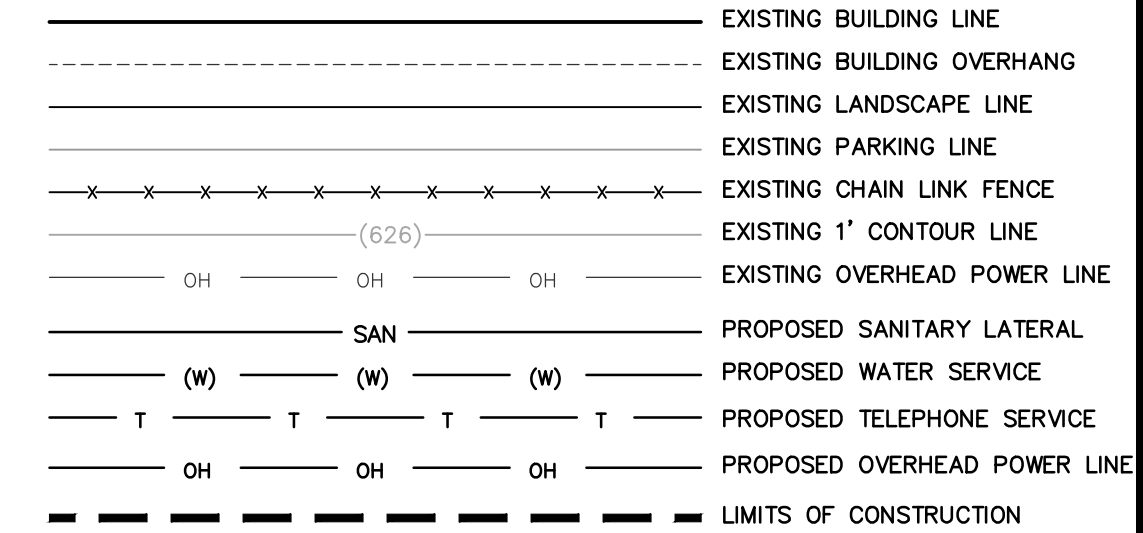 EXISTING BUILDING LINE
EXISTING BUILDING OVERHANG
EXISTING LANDSCAPE LINE
EXISTING PARKING LINE
X X X X X X X X X X X EXISTING CHAIN LINK FENCE
(626) EXISTING 1' CONTOUR LINE
OH OH OH EXISTING OVERHEAD POWER LINE
SAN PROPOSED SANITARY LATERAL
(W) (W) (W) PROPOSED WATER SERVICE
T T T T PROPOSED TELEPHONE SERVICE
OH OH OH PROPOSED OVERHEAD POWER LINE
LIMITS OF CONSTRUCTION